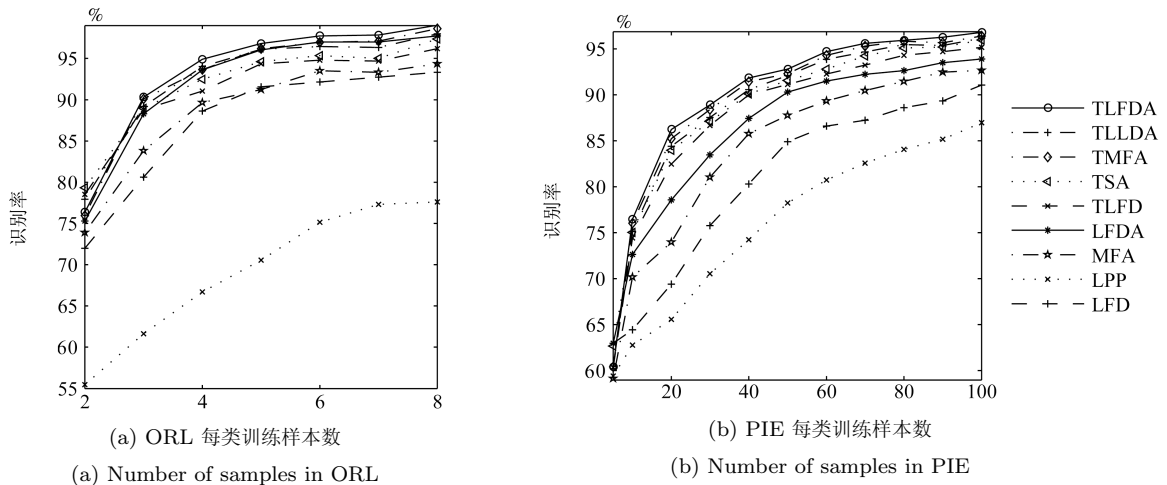 %
95
90
85
80
75
70
65
60
55
2 4 6 8
识别率
(a) ORL 每类训练样本数
(a) Number of samples in ORL
%
95
90
85
80
75
70
65
60
20 40 60 80 100
识别率
(b) PIE 每类训练样本数
(b) Number of samples in PIE
TLFDA
TLLDA
TMFA
TSA
TLFD
LFDA
MFA
LPP
LFD